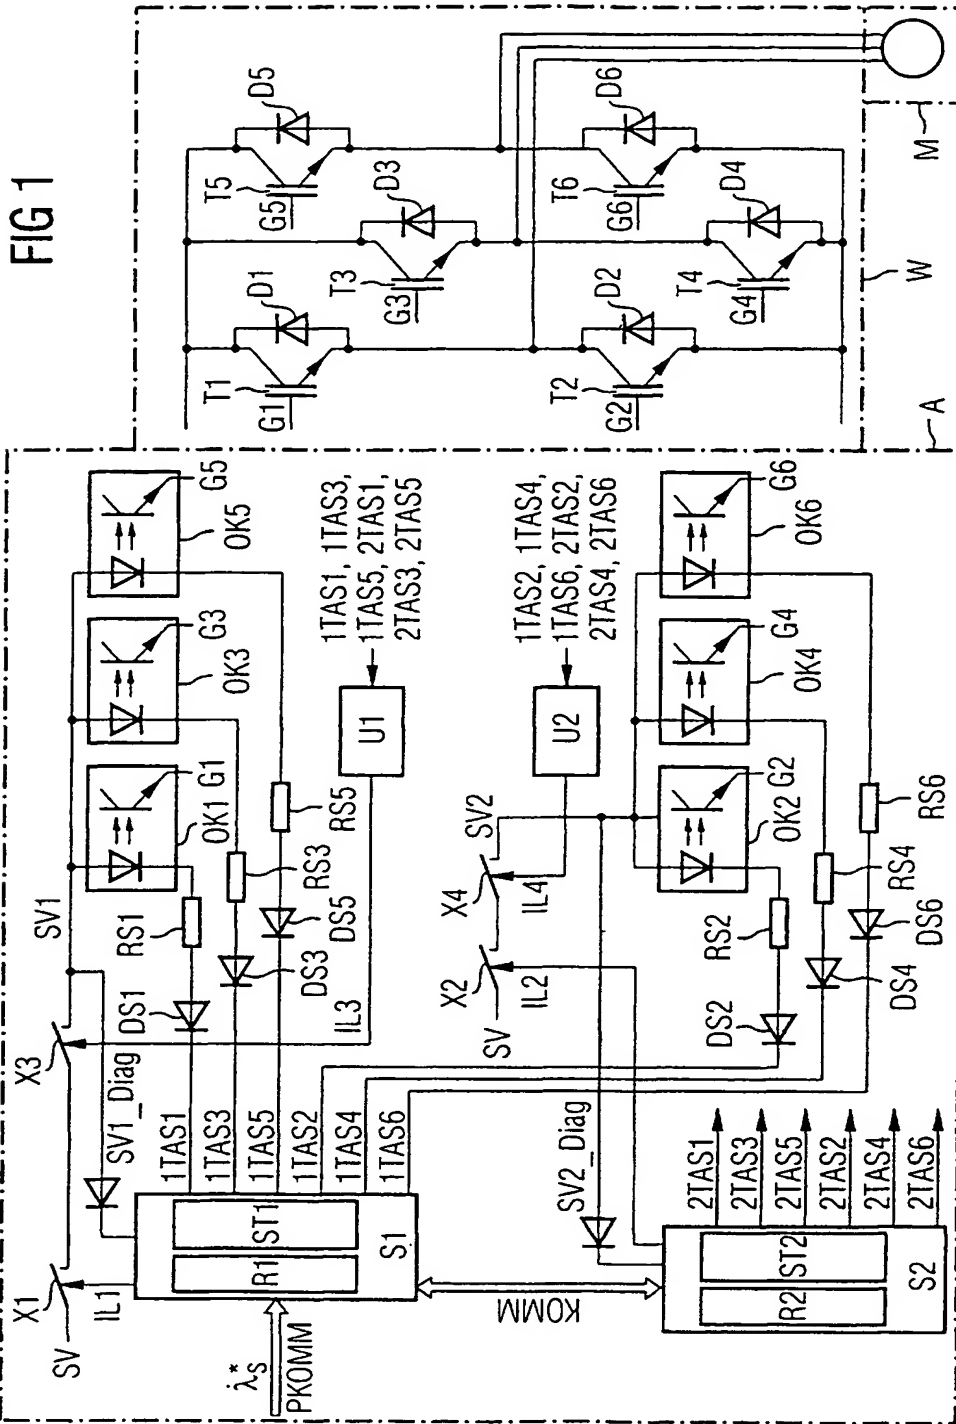 FIG 1
X1
X3
SV
IL1
SV1
SV1_Diag
IL3
OK1
G1
OK3
G3
OK5
G5
RS1
DS1
RS3
DS3
RS5
DS5
1TAS1
1TAS3
1TAS5
1TAS2
1TAS4
1TAS6
R1
ST1
S1
λ̇s*
PKOMM
KOMM
U1
1TAS1, 1TAS3,
1TAS5, 2TAS1,
2TAS3, 2TAS5
X2
X4
SV
IL2
IL4
SV2
U2
1TAS2, 1TAS4,
1TAS6, 2TAS2,
2TAS4, 2TAS6
SV2_Diag
OK2
G2
OK4
G4
OK6
G6
RS2
DS2
RS4
DS4
RS6
DS6
R2
ST2
S2
2TAS1
2TAS3
2TAS5
2TAS2
2TAS4
2TAS6
T1
G1
D1
T3
G3
D3
T5
G5
D5
T2
G2
D2
T4
G4
D4
T6
G6
D6
A
W
M